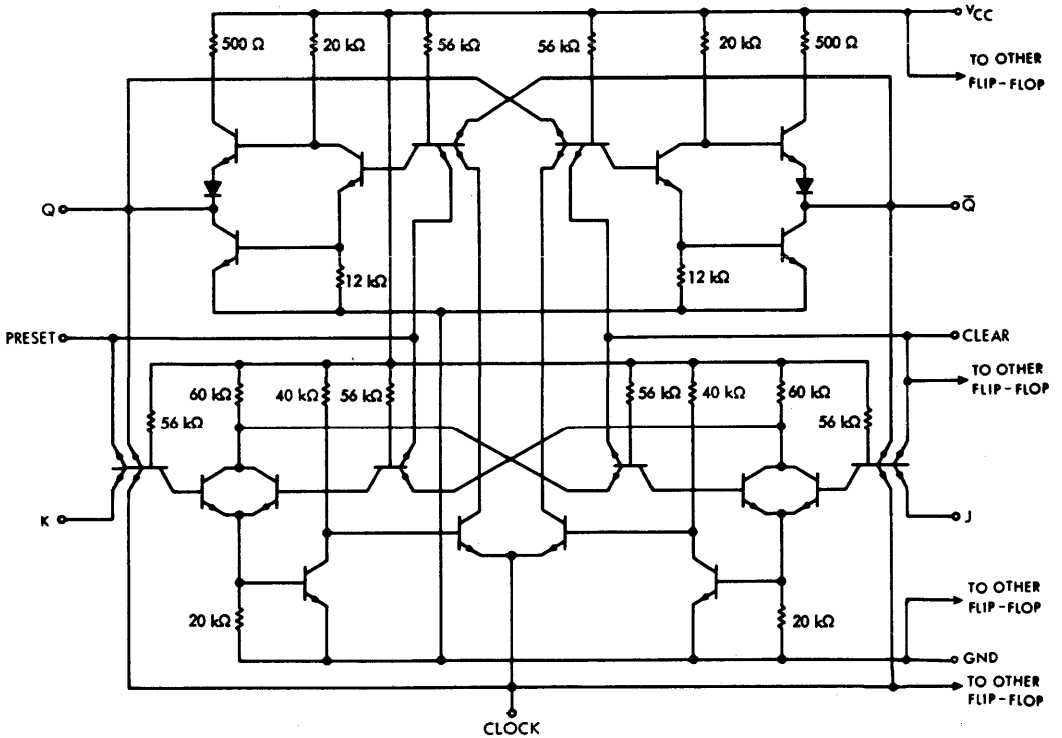 VCC
500 Ω
20 kΩ
56 kΩ
56 kΩ
20 kΩ
500 Ω
TO OTHER
FLIP-FLOP
Q
Q̅
12 kΩ
12 kΩ
PRESET
CLEAR
TO OTHER
FLIP-FLOP
60 kΩ
40 kΩ
56 kΩ
56 kΩ
40 kΩ
60 kΩ
56 kΩ
56 kΩ
K
J
TO OTHER
FLIP-FLOP
20 kΩ
20 kΩ
GND
TO OTHER
FLIP-FLOP
CLOCK